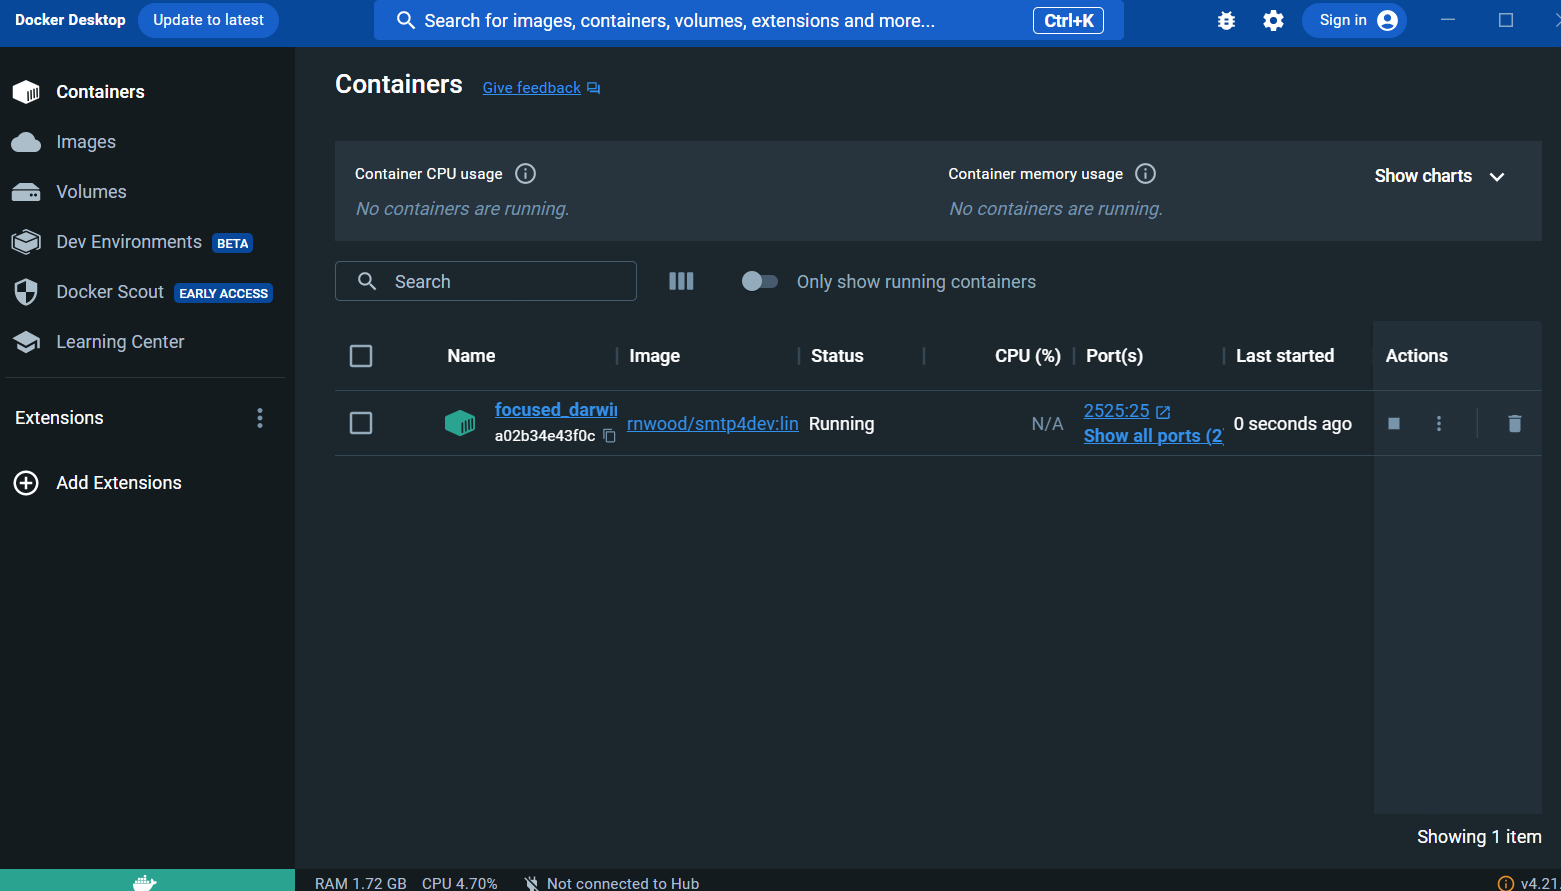 Docker Desktop Update to latest Search for images, containers, volumes, extensions and more... Ctrl+K Sign in
Containers
Images
Volumes
Dev Environments BETA
Docker Scout EARLY ACCESS
Learning Center
Extensions
Add Extensions
Containers Give feedback
Container CPU usage
No containers are running.
Container memory usage
No containers are running.
Show charts
Search
Only show running containers
Name Image Status CPU (%) Port(s) Last started Actions
focused_darwin
a02b34e43f0c
rnwood/smtp4dev:lin
Running
N/A
2525:25
Show all ports (2
0 seconds ago
Showing 1 item
RAM 1.72 GB CPU 4.70% Not connected to Hub v4.21